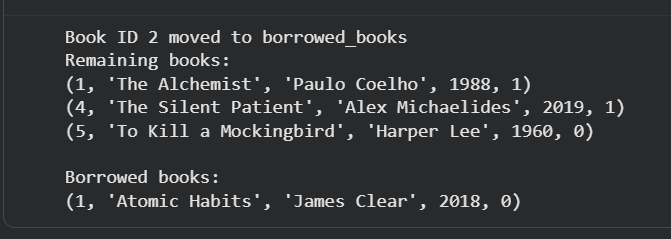 Book ID 2 moved to borrowed_books
Remaining books:
(1, 'The Alchemist', 'Paulo Coelho', 1988, 1)
(4, 'The Silent Patient', 'Alex Michaelides', 2019, 1)
(5, 'To Kill a Mockingbird', 'Harper Lee', 1960, 0)
Borrowed books:
(1, 'Atomic Habits', 'James Clear', 2018, 0)